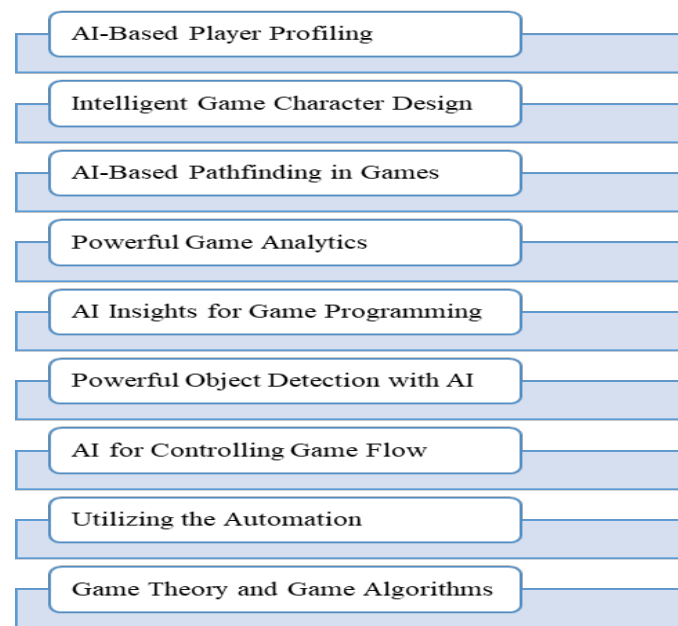 AI-Based Player Profiling
Intelligent Game Character Design
AI-Based Pathfinding in Games
Powerful Game Analytics
AI Insights for Game Programming
Powerful Object Detection with AI
AI for Controlling Game Flow
Utilizing the Automation
Game Theory and Game Algorithms